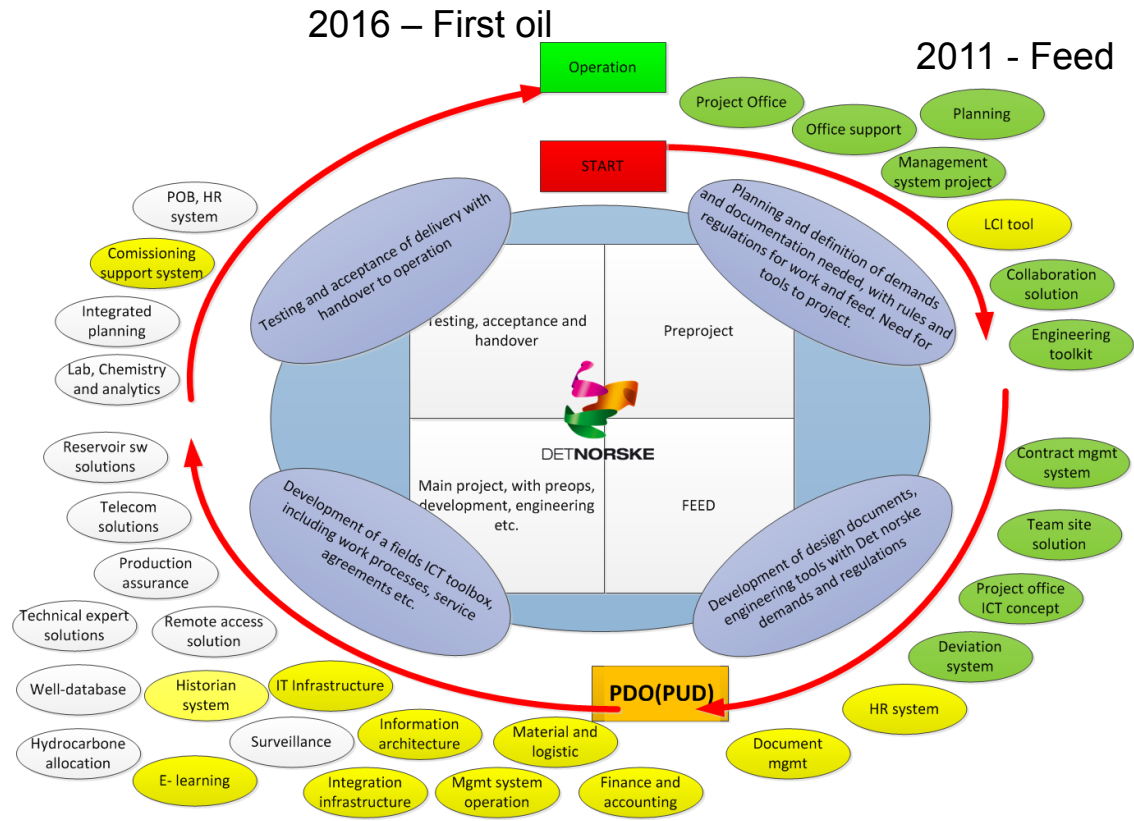 2016 – First oil
2011 - Feed
Operation
START
Project Office
Office support
Planning
Management
system project
LCI tool
Collaboration
solution
Engineering
toolkit
Contract mgmt
system
Team site
solution
Project office
ICT concept
Deviation
system
HR system
Document
mgmt
PDO(PUD)
Finance and
accounting
Material and
logistic
Mgmt system
operation
Information
architecture
Integration
infrastructure
Surveillance
IT Infrastructure
Historian
system
E- learning
Hydrocarbone
allocation
Well-database
Remote access
solution
Technical expert
solutions
Production
assurance
Telecom
solutions
Reservoir sw
solutions
Lab, Chemistry
and analytics
Integrated
planning
Comissioning
support system
POB, HR
system
Testing and acceptance of delivery with
handover to operation
Planning and definition of demands
and documentation needed, with rules and
regulations for work and feed. Need for
tools to project.
Development of a fields ICT toolbox,
including work processes, service
agreements etc.
Development of design documents,
engineering tools with Det norske
demands and regulations
Testing, acceptance and
handover
Preproject
DETNORSKE
Main project, with preops,
development, engineering
etc.
FEED